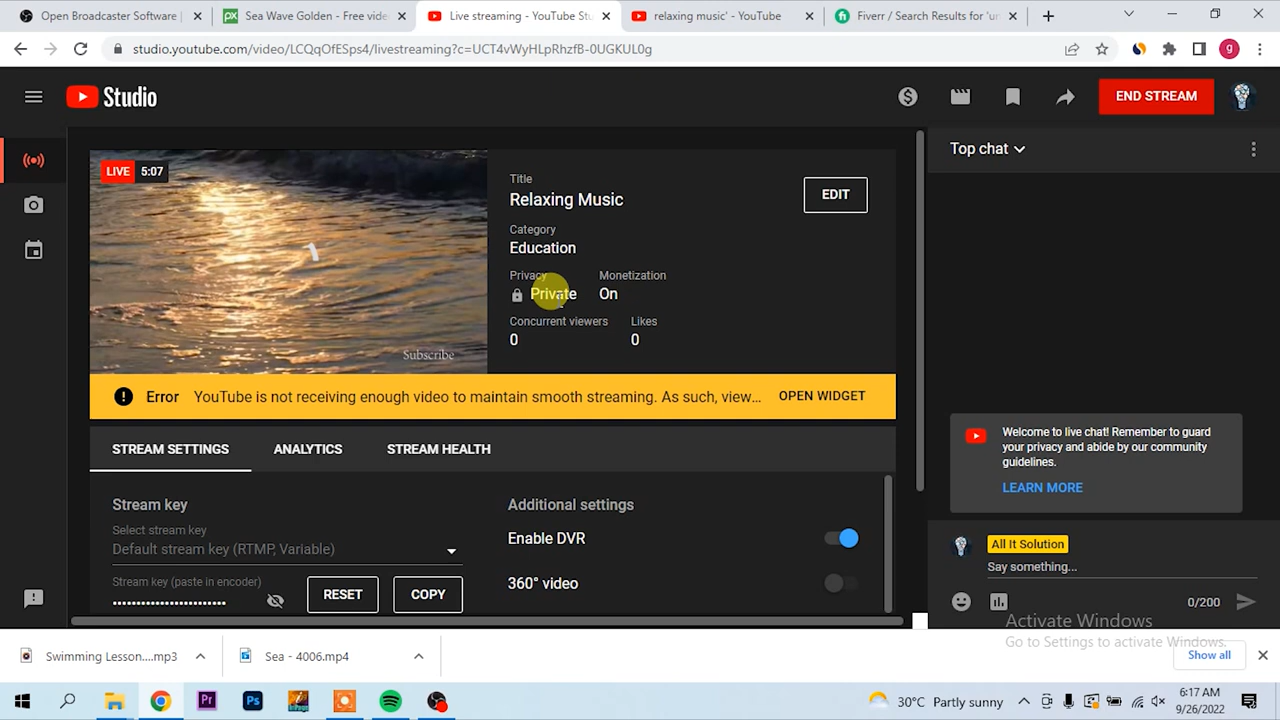 Open Broadcaster Software |
Sea Wave Golden - Free vide
Live streaming - YouTube Stu
relaxing music' - YouTube
Fiverr / Search Results for 'un
studio.youtube.com/video/LCQqOfESps4/livestreaming?c=UCT4vWyHLpRhzfB-0UGKUL0g
g
Studio
END STREAM
LIVE 5:07
Subscribe
Title
Relaxing Music
EDIT
Category
Education
Privacy Monetization
Private On
Concurrent viewers Likes
0 0
Top chat
Error YouTube is not receiving enough video to maintain smooth streaming. As such, view... OPEN WIDGET
STREAM SETTINGS ANALYTICS STREAM HEALTH
Stream key
Select stream key
Default stream key (RTMP, Variable)
Stream key (paste in encoder)
RESET COPY
Additional settings
Enable DVR
360° video
Welcome to live chat! Remember to guard
your privacy and abide by our community
guidelines.
LEARN MORE
All It Solution
Say something...
0/200
Activate Windows
Go to Settings to activate Windows.
Swimming Lesson....mp3
Sea - 4006.mp4
Show all
Pr
Ps
30°C Partly sunny
6:17 AM
9/26/2022